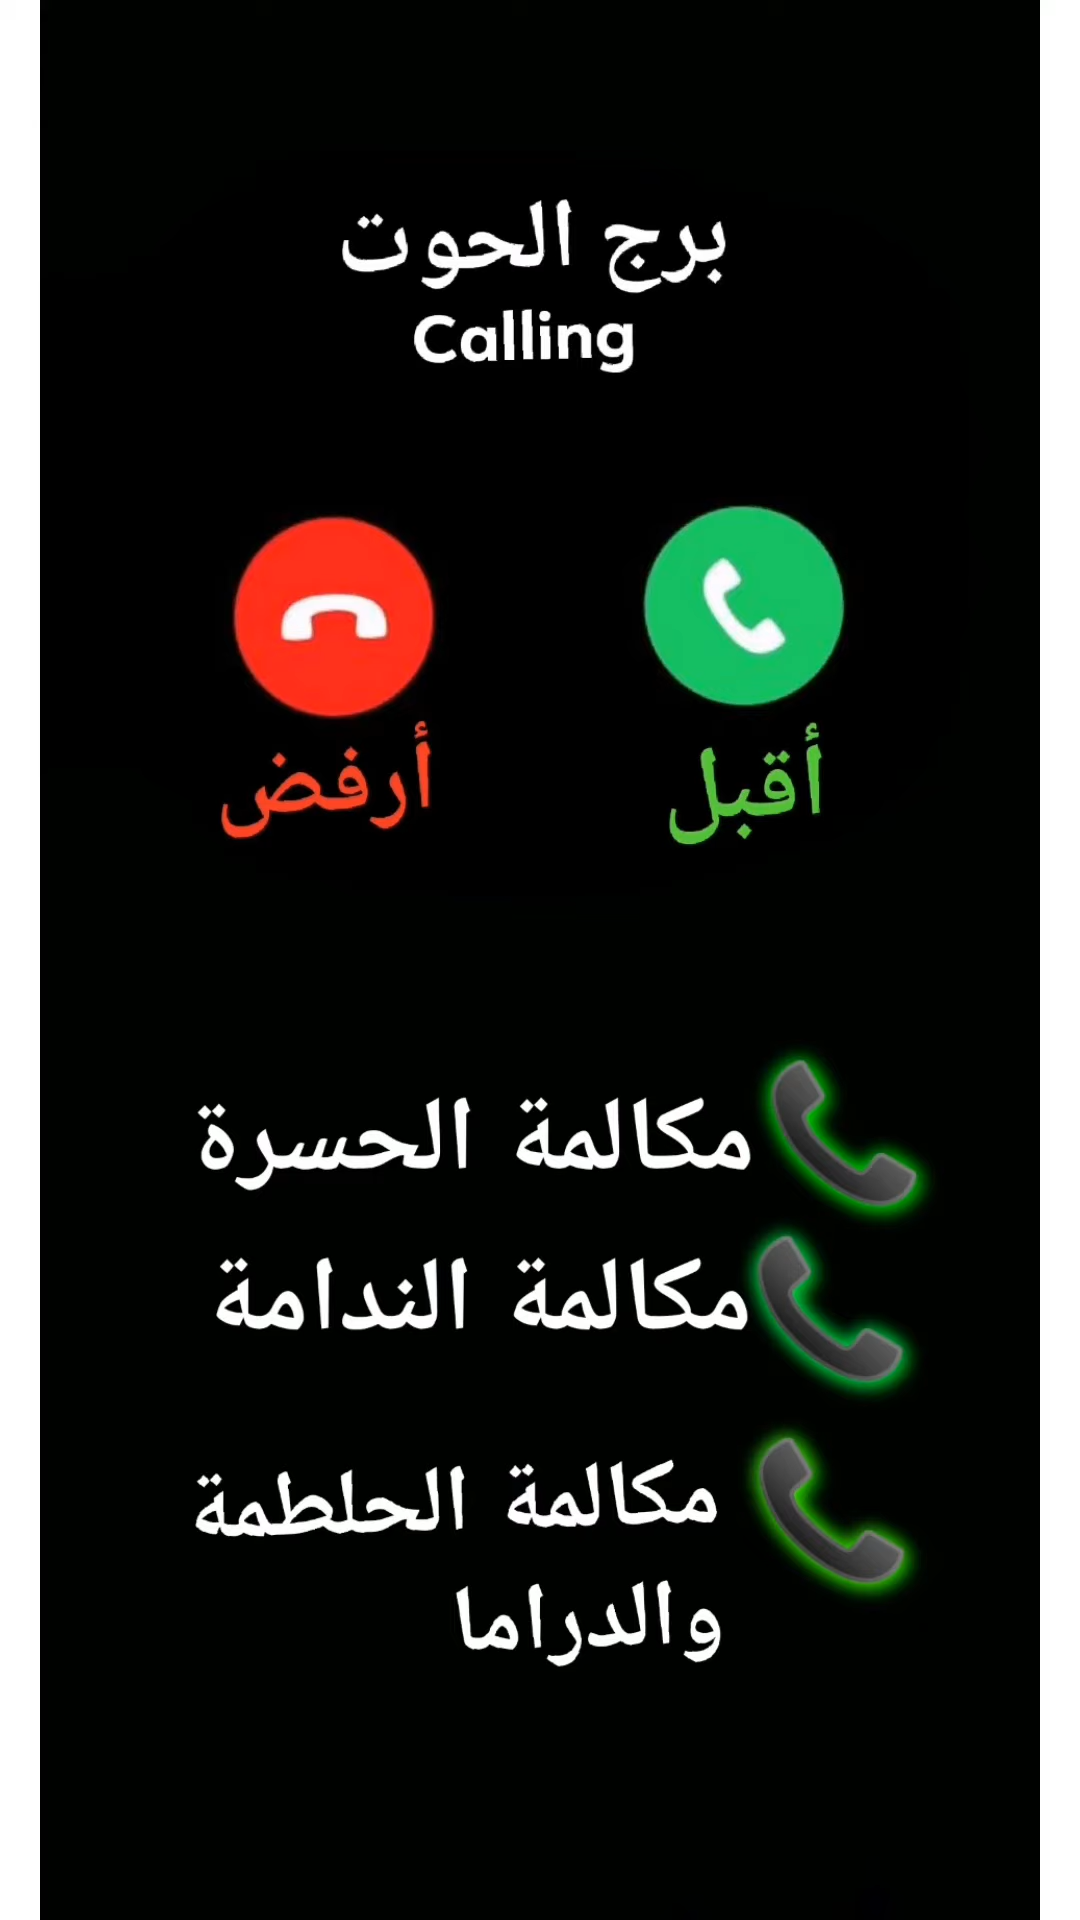 برج الحوت
Calling
أقبل
أرفض
مكالمة الحسرة
مكالمة الندامة
مكالمة الحلطمة
والدراما